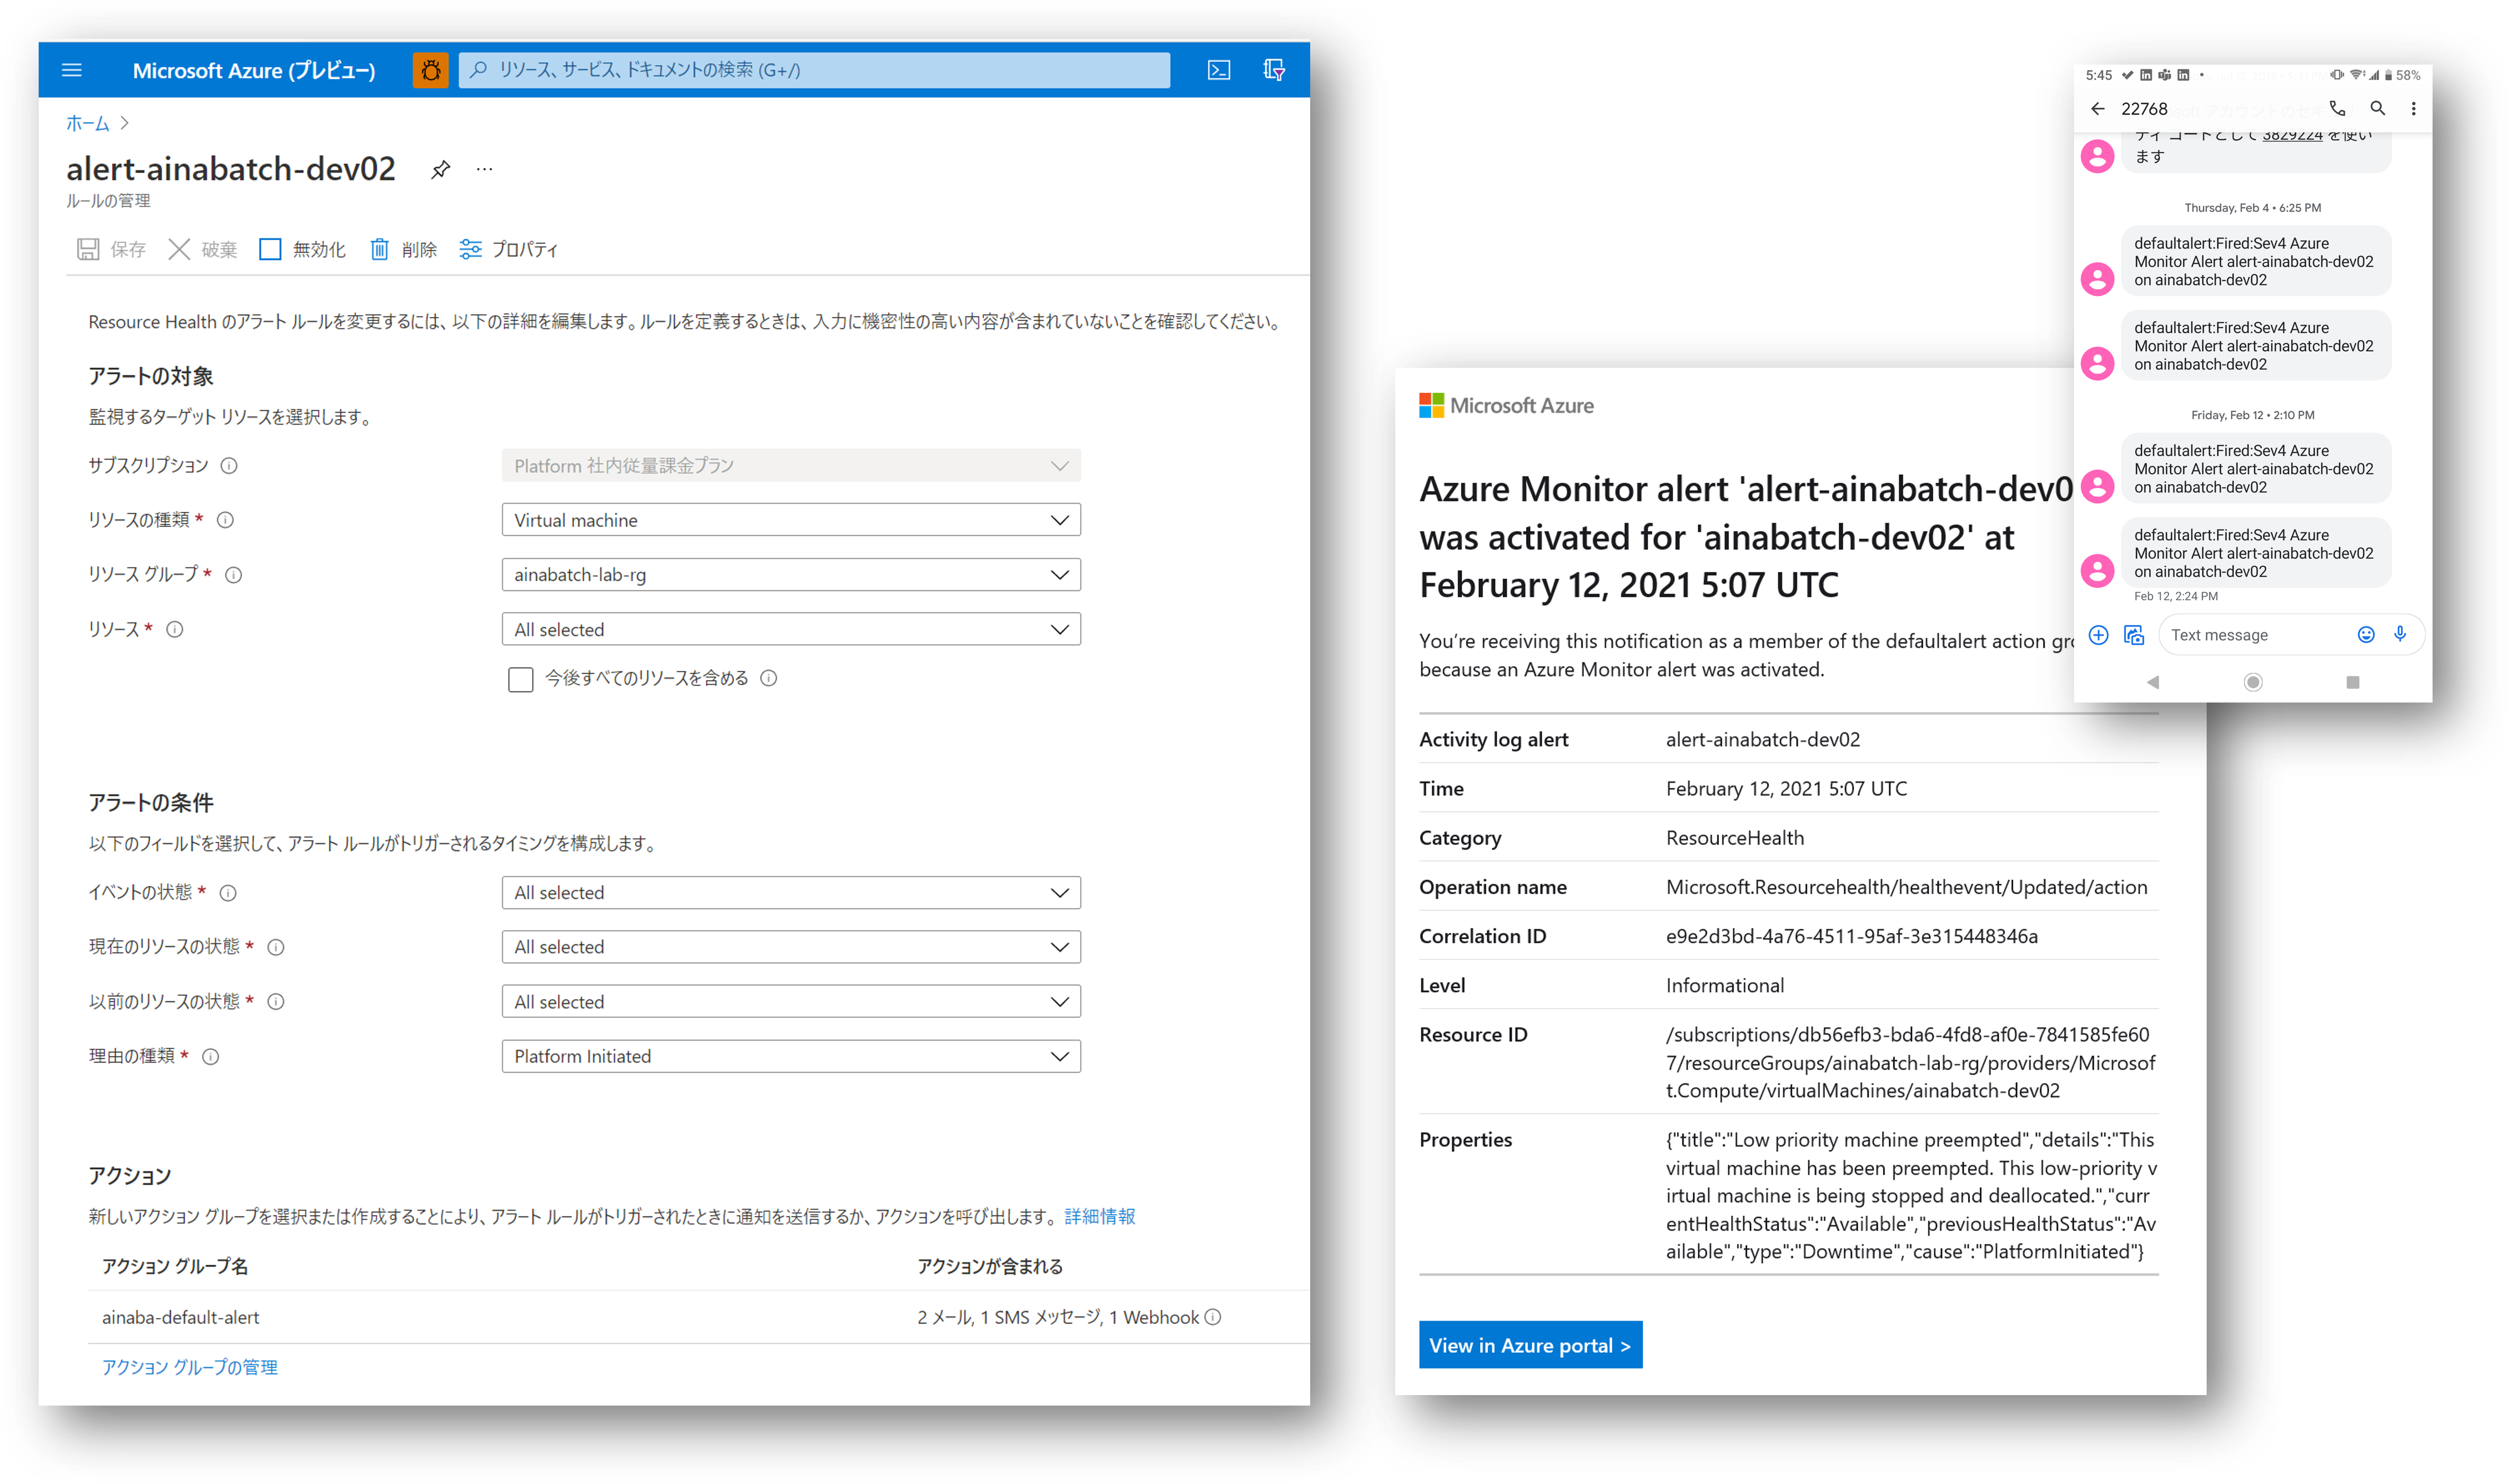 Microsoft Azure (プレビュー)
リソース、サービス、ドキュメントの検索 (G+/)
ホーム
alert-ainabatch-dev02
ルールの管理
保存 破棄 無効化 削除 プロパティ
Resource Health のアラート ルールを変更するには、以下の詳細を編集します。ルールを定義するときは、入力に機密性の高い内容が含まれていないことを確認してください。
アラートの対象
監視するターゲット リソースを選択します。
サブスクリプション
Platform 社内従量課金プラン
リソースの種類 *
Virtual machine
リソース グループ *
ainabatch-lab-rg
リソース *
All selected
今後すべてのリソースを含める
アラートの条件
以下のフィールドを選択して、アラート ルールがトリガーされるタイミングを構成します。
イベントの状態 *
All selected
現在のリソースの状態 *
All selected
以前のリソースの状態 *
All selected
理由の種類 *
Platform Initiated
アクション
新しいアクション グループを選択または作成することにより、アラート ルールがトリガーされたときに通知を送信するか、アクションを呼び出します。 詳細情報
アクション グループ名 アクションが含まれる
ainaba-default-alert 2 メール, 1 SMS メッセージ, 1 Webhook
アクション グループの管理
Microsoft Azure
Azure Monitor alert 'alert-ainabatch-dev0
was activated for 'ainabatch-dev02' at
February 12, 2021 5:07 UTC
You're receiving this notification as a member of the defaultalert action gr
because an Azure Monitor alert was activated.
Activity log alert alert-ainabatch-dev02
Time February 12, 2021 5:07 UTC
Category ResourceHealth
Operation name Microsoft.Resourcehealth/healthevent/Updated/action
Correlation ID e9e2d3bd-4a76-4511-95af-3e315448346a
Level Informational
Resource ID /subscriptions/db56efb3-bda6-4fd8-af0e-7841585fe60
7/resourceGroups/ainabatch-lab-rg/providers/Microsof
t.Compute/virtualMachines/ainabatch-dev02
Properties {"title":"Low priority machine preempted","details":"This
virtual machine has been preempted. This low-priority v
irtual machine is being stopped and deallocated.","curr
entHealthStatus":"Available","previousHealthStatus":"Av
ailable","type":"Downtime","cause":"PlatformInitiated"}
View in Azure portal >
5:45 58%
22768
ティ コードとして 3829224 を使い
ます
Thursday, Feb 4 • 6:25 PM
defaultalert:Fired:Sev4 Azure
Monitor Alert alert-ainabatch-dev02
on ainabatch-dev02
defaultalert:Fired:Sev4 Azure
Monitor Alert alert-ainabatch-dev02
on ainabatch-dev02
Friday, Feb 12 • 2:10 PM
defaultalert:Fired:Sev4 Azure
Monitor Alert alert-ainabatch-dev02
on ainabatch-dev02
defaultalert:Fired:Sev4 Azure
Monitor Alert alert-ainabatch-dev02
on ainabatch-dev02
Feb 12, 2:24 PM
Text message